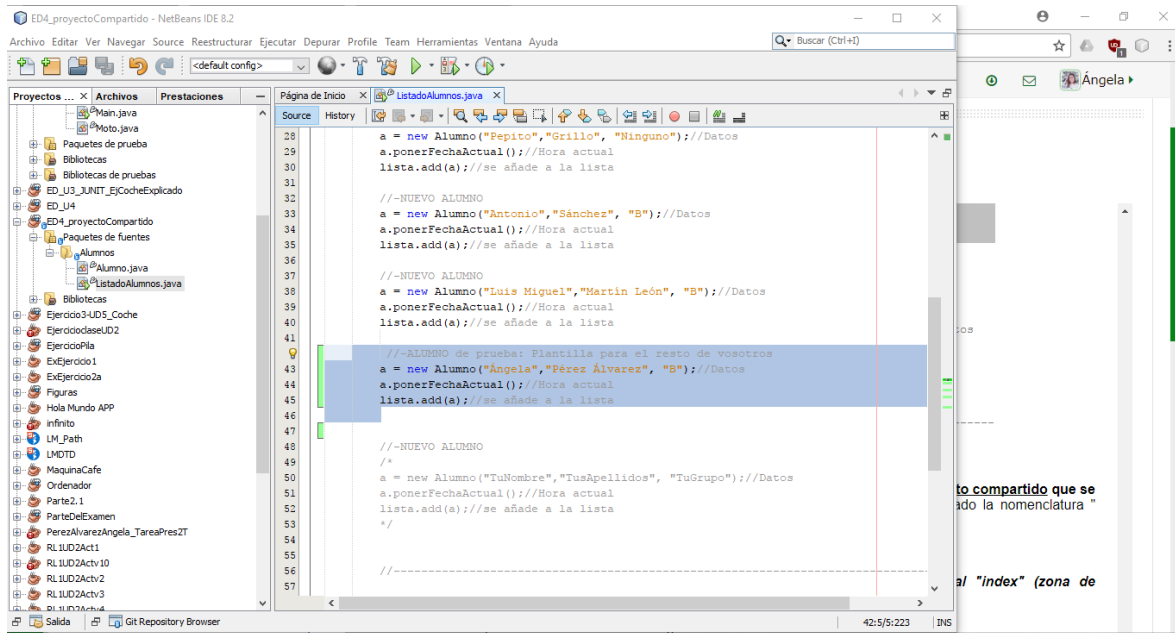 ED4_proyectoCompartido - NetBeans IDE 8.2
Archivo Editar Ver Navegar Source Reestructurar Ejecutar Depurar Profile Team Herramientas Ventana Ayuda
Buscar (Ctrl+I)
<default config>
Proyectos ... Archivos Prestaciones
Main.java
Moto.java
Paquetes de prueba
Bibliotecas
Bibliotecas de pruebas
ED_U3_JUNIT_EjCocheExplicado
ED_U4
ED4_proyectoCompartido
Paquetes de fuentes
Alumnos
Alumno.java
ListadoAlumnos.java
Bibliotecas
Ejercicio3-UD5_Coche
EjercicioclaseUD2
EjercicioPila
ExEjercicio1
ExEjercicio2a
Figuras
Hola Mundo APP
infinito
LM_Path
LMDTD
MaquinaCafe
Ordenador
Parte2.1
ParteDelExamen
PerezAlvarezAngela_TareaPres2T
RL1UD2Act1
RL1UD2Actv10
RL1UD2Actv2
RL1UD2Actv3
RL1UD2Actv4
Página de Inicio ListadoAlumnos.java
Source History
28 a = new Alumno("Pepito","Grillo", "Ninguno");//Datos
29 a.ponerFechaActual();//Hora actual
30 lista.add(a);//se añade a la lista
31
32 //-NUEVO ALUMNO
33 a = new Alumno("Antonio","Sánchez", "B");//Datos
34 a.ponerFechaActual();//Hora actual
35 lista.add(a);//se añade a la lista
36
37 //-NUEVO ALUMNO
38 a = new Alumno("Luis Miguel","Martín León", "B");//Datos
39 a.ponerFechaActual();//Hora actual
40 lista.add(a);//se añade a la lista
41
//-ALUMNO de prueba: Plantilla para el resto de vosotros
43 a = new Alumno("Ángela","Pérez Álvarez", "B");//Datos
44 a.ponerFechaActual();//Hora actual
45 lista.add(a);//se añade a la lista
46
47
48 //-NUEVO ALUMNO
49 /*
50 a = new Alumno("TuNombre","TusApellidos", "TuGrupo");//Datos
51 a.ponerFechaActual();//Hora actual
52 lista.add(a);//se añade a la lista
53 */
54
55
56 //------------------------------------------------------------------------
57
Salida Git Repository Browser
42:5/5:223 INS
Ángela
os
-----
to compartido que se
ado la nomenclatura "
al "index" (zona de